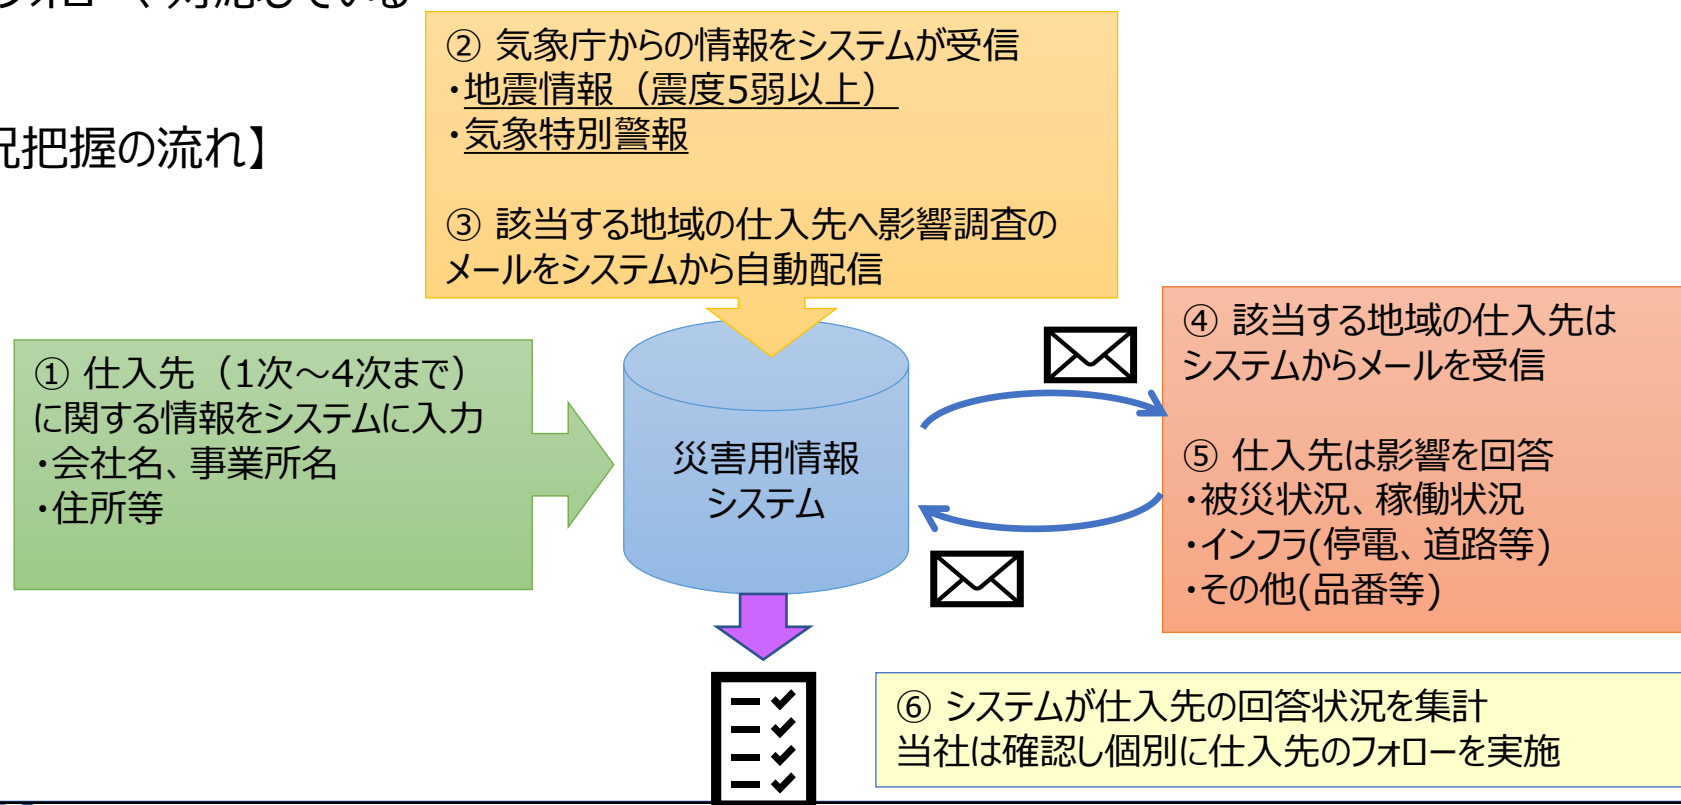 対応している
② 気象庁からの情報をシステムが受信
・地震情報（震度5弱以上）
・気象特別警報
況把握の流れ】
③ 該当する地域の仕入先へ影響調査の
メールをシステムから自動配信
① 仕入先（1次～4次まで）
に関する情報をシステムに入力
・会社名、事業所名
・住所等
災害用情報
システム
④ 該当する地域の仕入先は
システムからメールを受信
⑤ 仕入先は影響を回答
・被災状況、稼働状況
・インフラ(停電、道路等)
・その他(品番等)
⑥ システムが仕入先の回答状況を集計
当社は確認し個別に仕入先のフォローを実施